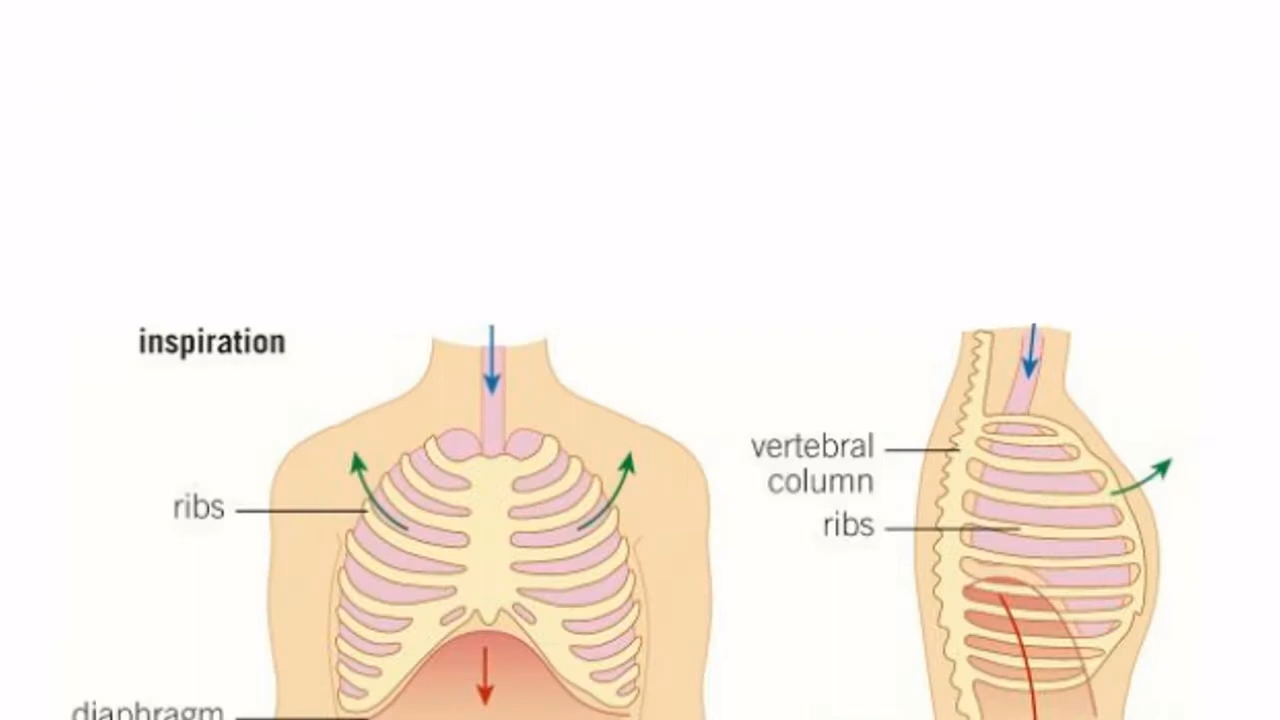 inspiration
vertebral
column
ribs
ribs
diaphragm